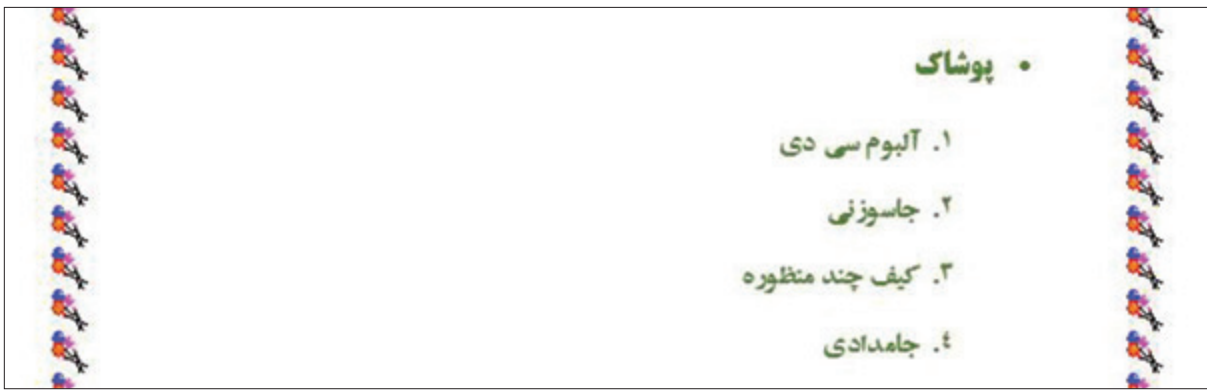 • پوشاک
۱. آلبوم سی دی
۲. جاسوزنی
۳. کیف چند منظوره
٤. جامدادی